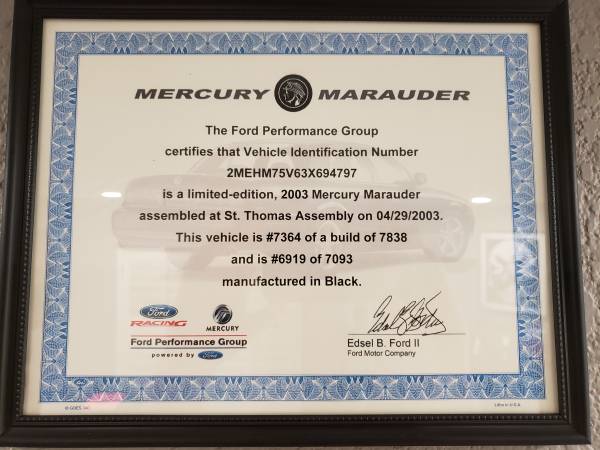 MERCURY MARAUDER
The Ford Performance Group
certifies that Vehicle Identification Number
2MEHM75V63X694797
is a limited-edition, 2003 Mercury Marauder
assembled at St. Thomas Assembly on 04/29/2003.
This vehicle is #7364 of a build of 7838
and is #6919 of 7093
manufactured in Black.
Ford
RACING
MERCURY
Ford Performance Group
powered by Ford
Edsel B. Ford II
Edsel B. Ford II
Ford Motor Company
© GOES
Litho in U.S.A.